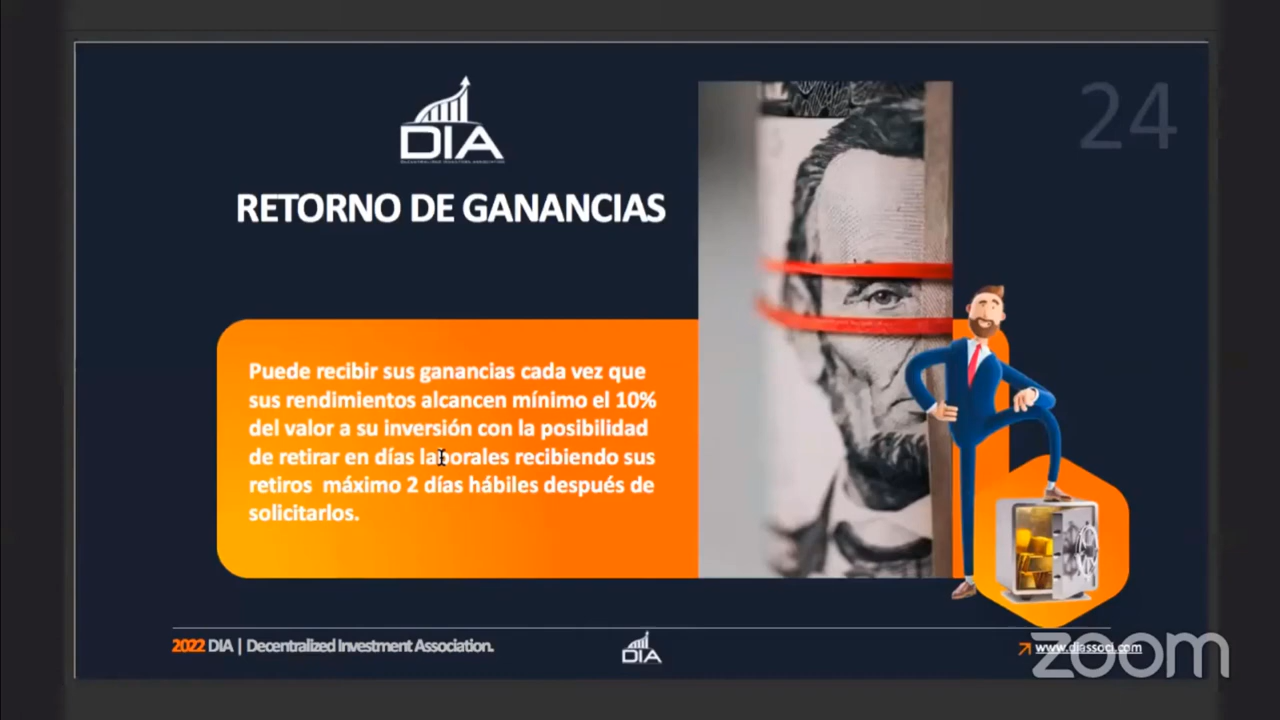 24
DIA
RETORNO DE GANANCIAS
Puede recibir sus ganancias cada vez que
sus rendimientos alcancen mínimo el 10%
del valor a su inversión con la posibilidad
de retirar en días laborales recibiendo sus
retiros máximo 2 días hábiles después de
solicitarlos.
2022 DIA | Decentralized Investment Association.
DIA
www.diassoci.com
zoom